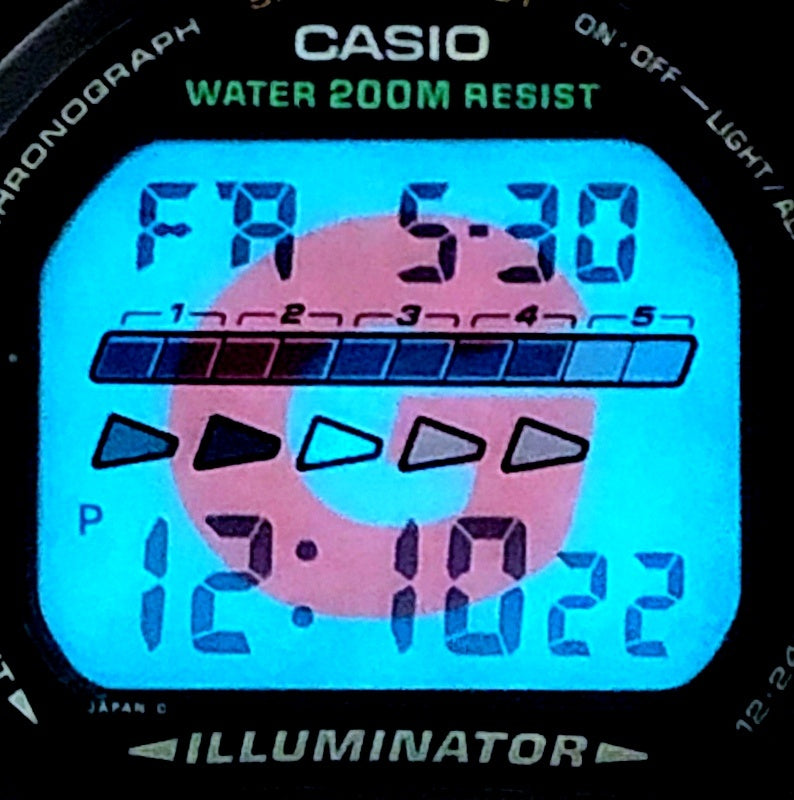 CASIO
WATER 200M RESIST
CHRONOGRAPH
ON·OFF—LIGHT/
FR 5-30
1 2 3 4 5
P 12:10 22
JAPAN
ILLUMINATOR